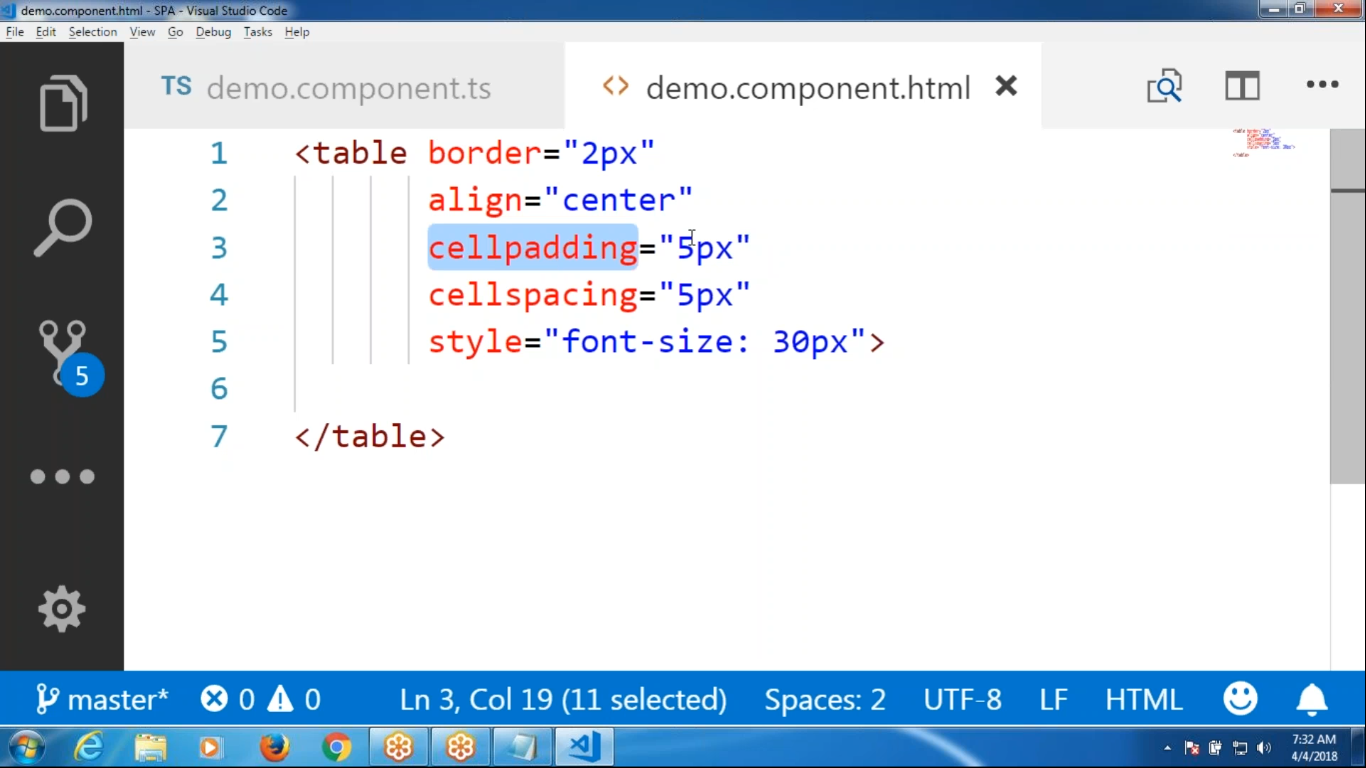 demo.component.html - SPA - Visual Studio Code
File Edit Selection View Go Debug Tasks Help
TS demo.component.ts <> demo.component.html
1 <table border="2px"
2 align="center"
3 cellpadding="5px"
4 cellspacing="5px"
5 style="font-size: 30px">
6
7 </table>
5
master* 0 0 Ln 3, Col 19 (11 selected) Spaces: 2 UTF-8 LF HTML
7:32 AM
4/4/2018